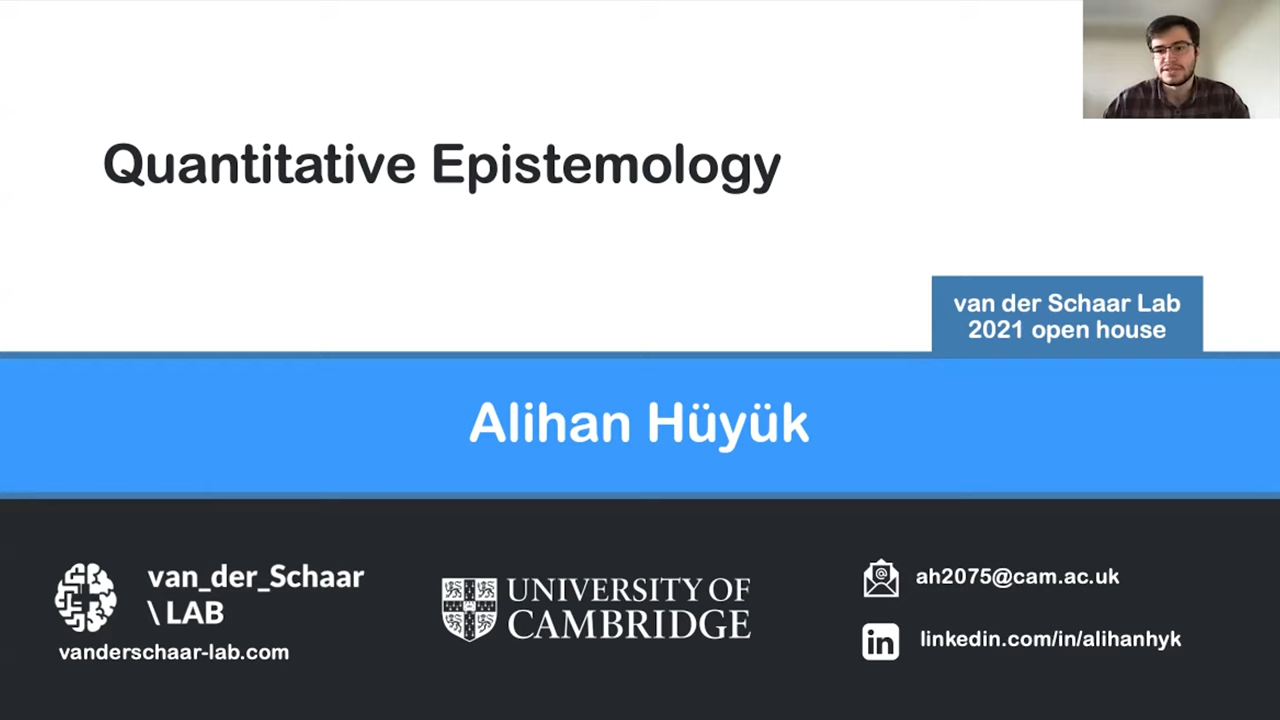 Quantitative Epistemology
van der Schaar Lab
2021 open house
Alihan Hüyük
van_der_Schaar
\ LAB
vanderschaar-lab.com
UNIVERSITY OF
CAMBRIDGE
ah2075@cam.ac.uk
linkedin.com/in/alihanhyk